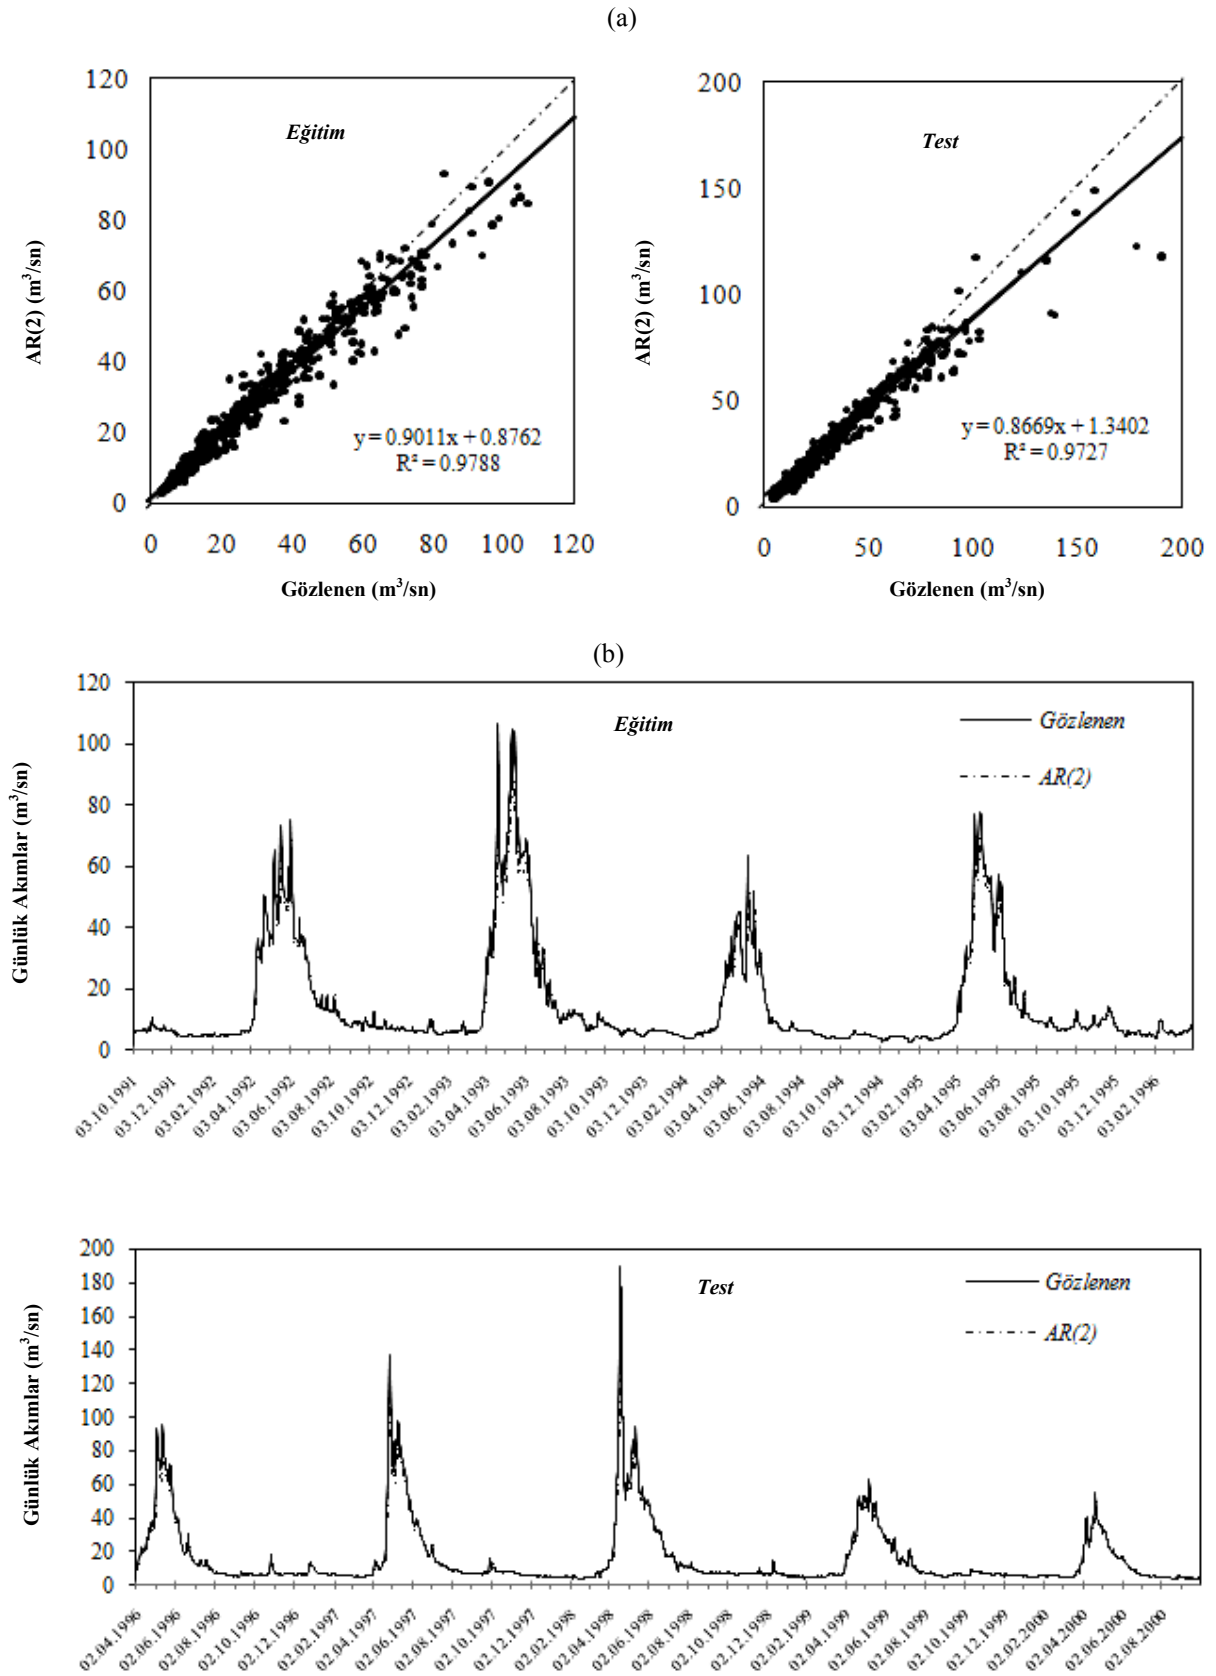 (a)
120
100
80
60
40
20
0
AR(2) (m³/sn)
Eğitim
y = 0.9011x + 0.8762
R² = 0.9788
0 20 40 60 80 100 120
Gözlenen (m³/sn)
200
150
100
50
0
AR(2) (m³/sn)
Test
y = 0.8669x + 1.3402
R² = 0.9727
0 50 100 150 200
Gözlenen (m³/sn)
(b)
120
100
80
60
40
20
0
Günlük Akımlar (m³/sn)
Eğitim
Gözlenen
AR(2)
03.10.1991 03.12.1991 03.02.1992 03.04.1992 03.06.1992 03.08.1992 03.10.1992 03.12.1992 03.02.1993 03.04.1993 03.06.1993 03.08.1993 03.10.1993 03.12.1993 03.02.1994 03.04.1994 03.06.1994 03.08.1994 03.10.1994 03.12.1994 03.02.1995 03.04.1995 03.06.1995 03.08.1995 03.10.1995 03.12.1995 03.02.1996
200
180
160
140
120
100
80
60
40
20
0
Günlük Akımlar (m³/sn)
Test
Gözlenen
AR(2)
02.04.1996 02.06.1996 02.08.1996 02.10.1996 02.12.1996 02.02.1997 02.04.1997 02.06.1997 02.08.1997 02.10.1997 02.12.1997 02.02.1998 02.04.1998 02.06.1998 02.08.1998 02.10.1998 02.12.1998 02.02.1999 02.04.1999 02.06.1999 02.08.1999 02.10.1999 02.12.1999 02.02.2000 02.04.2000 02.06.2000 02.08.2000